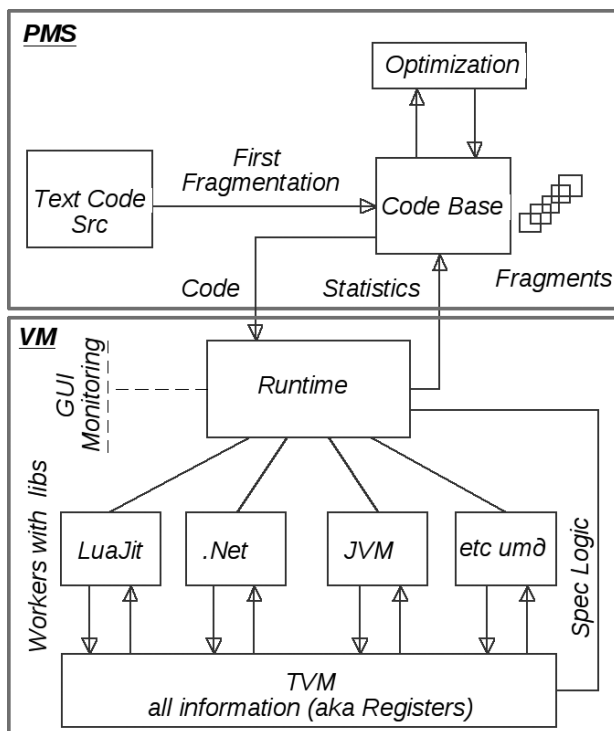 PMS
Optimization
First
Fragmentation
Text Code
Src
Code Base
Fragments
Code
Statistics
VM
GUI
Monitoring
Runtime
Workers with libs
LuaJit
.Net
JVM
etc итд
Spec Logic
TVM
all information (aka Registers)